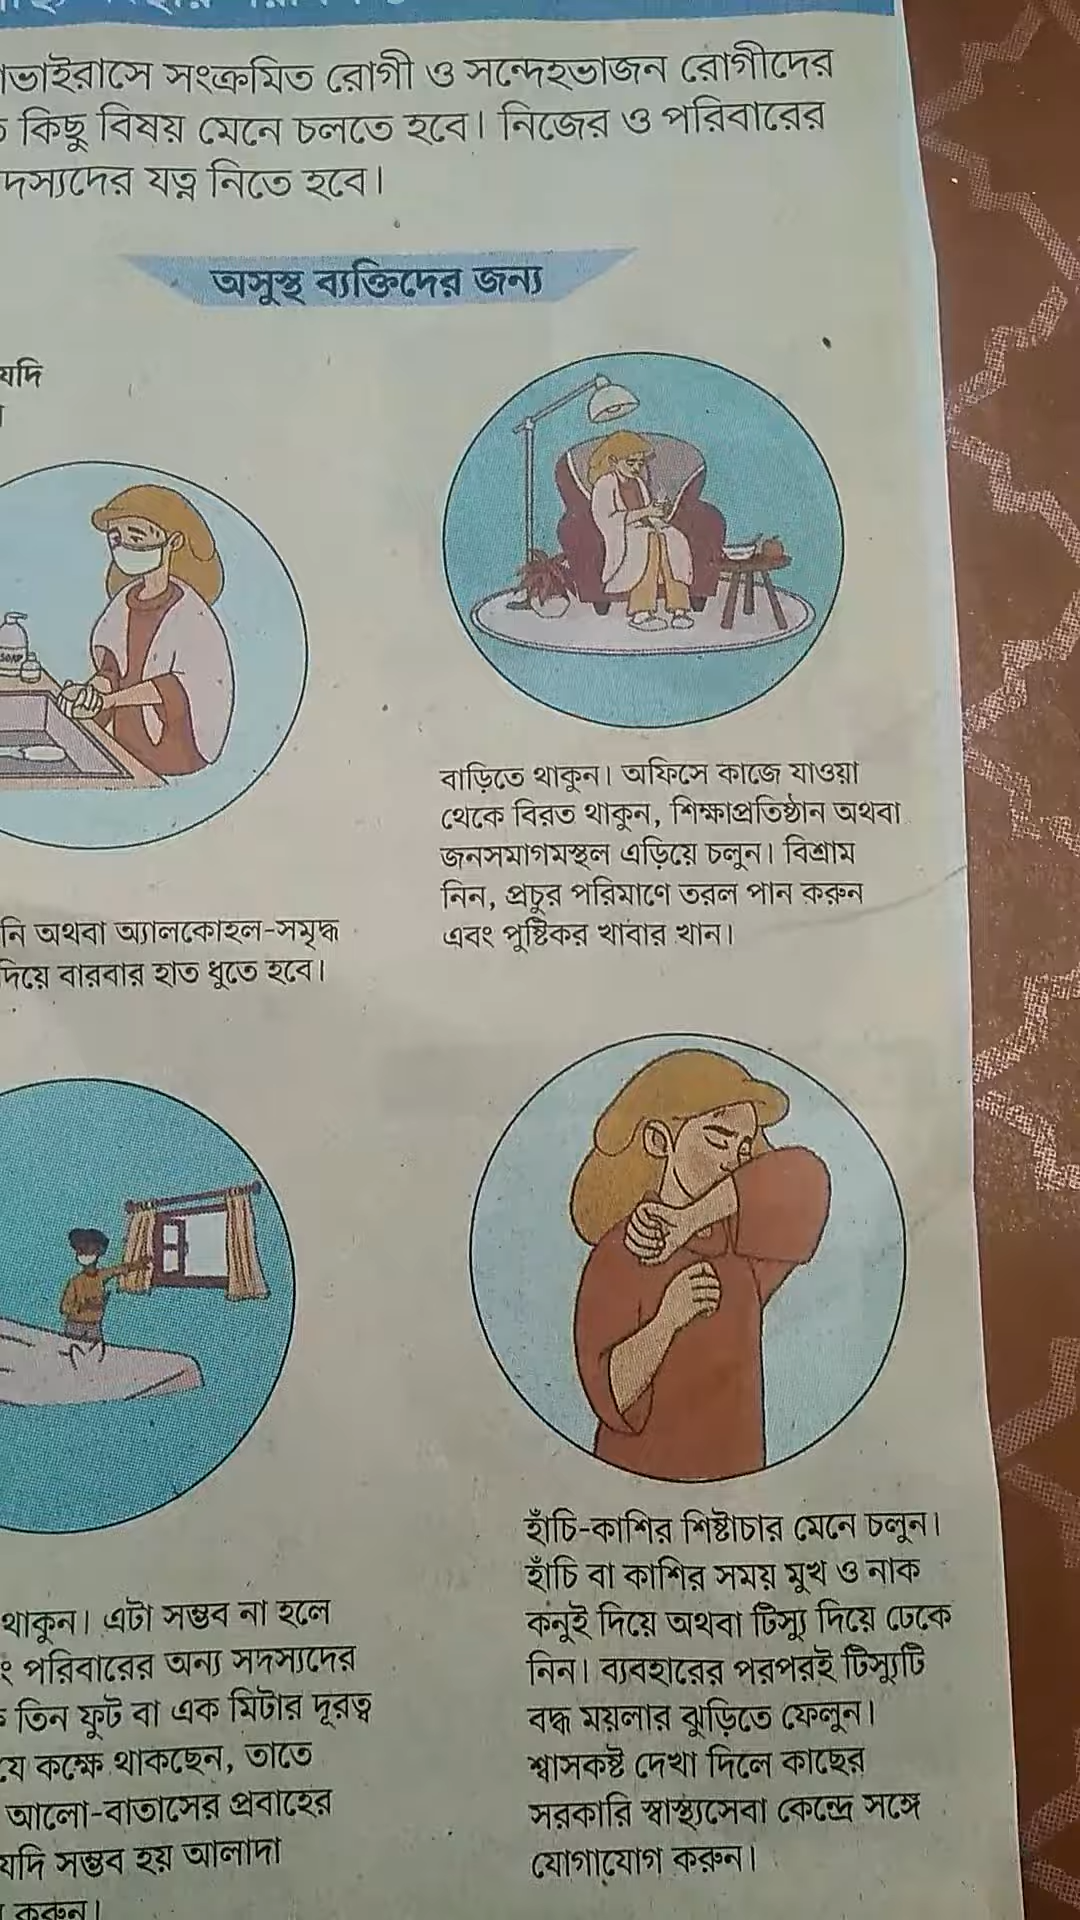 সংক্রমিত রোগী ও সন্দেহভাজন রোগীদের
কিছু বিষয় মেনে চলতে হবে। নিজের ও পরিবারের
যত্ন নিতে হবে।
অসুস্থ ব্যক্তিদের জন্য
যদি
SOAP
অথবা অ্যালকোহল-সমৃদ্ধ
দিয়ে বারবার হাত ধুতে হবে।
বাড়িতে থাকুন। অফিসে কাজে যাওয়া
থেকে বিরত থাকুন, শিক্ষাপ্রতিষ্ঠান অথবা
জনসমাগমস্থল এড়িয়ে চলুন। বিশ্রাম
নিন, প্রচুর পরিমাণে তরল পান করুন
এবং পুষ্টিকর খাবার খান।
থাকুন। এটা সম্ভব না হলে
পরিবারের অন্য সদস্যদের
তিন ফুট বা এক মিটার দূরত্ব
যে কক্ষে থাকছেন, তাতে
আলো-বাতাসের প্রবাহের
যদি সম্ভব হয় আলাদা
করুন।
হাঁচি-কাশির শিষ্টাচার মেনে চলুন।
হাঁচি বা কাশির সময় মুখ ও নাক
কনুই দিয়ে অথবা টিস্যু দিয়ে ঢেকে
নিন। ব্যবহারের পরপরই টিস্যুটি
বদ্ধ ময়লার ঝুড়িতে ফেলুন।
শ্বাসকষ্ট দেখা দিলে কাছের
সরকারি স্বাস্থ্যসেবা কেন্দ্রে সঙ্গে
যোগাযোগ করুন।